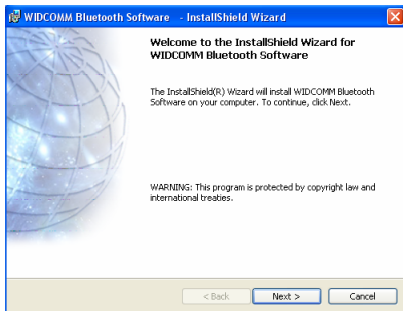 WIDCOMM Bluetooth Software - InstallShield Wizard
Welcome to the InstallShield Wizard for
WIDCOMM Bluetooth Software
The InstallShield(R) Wizard will install WIDCOMM Bluetooth
Software on your computer. To continue, click Next.
WARNING: This program is protected by copyright law and
international treaties.
< Back Next > Cancel